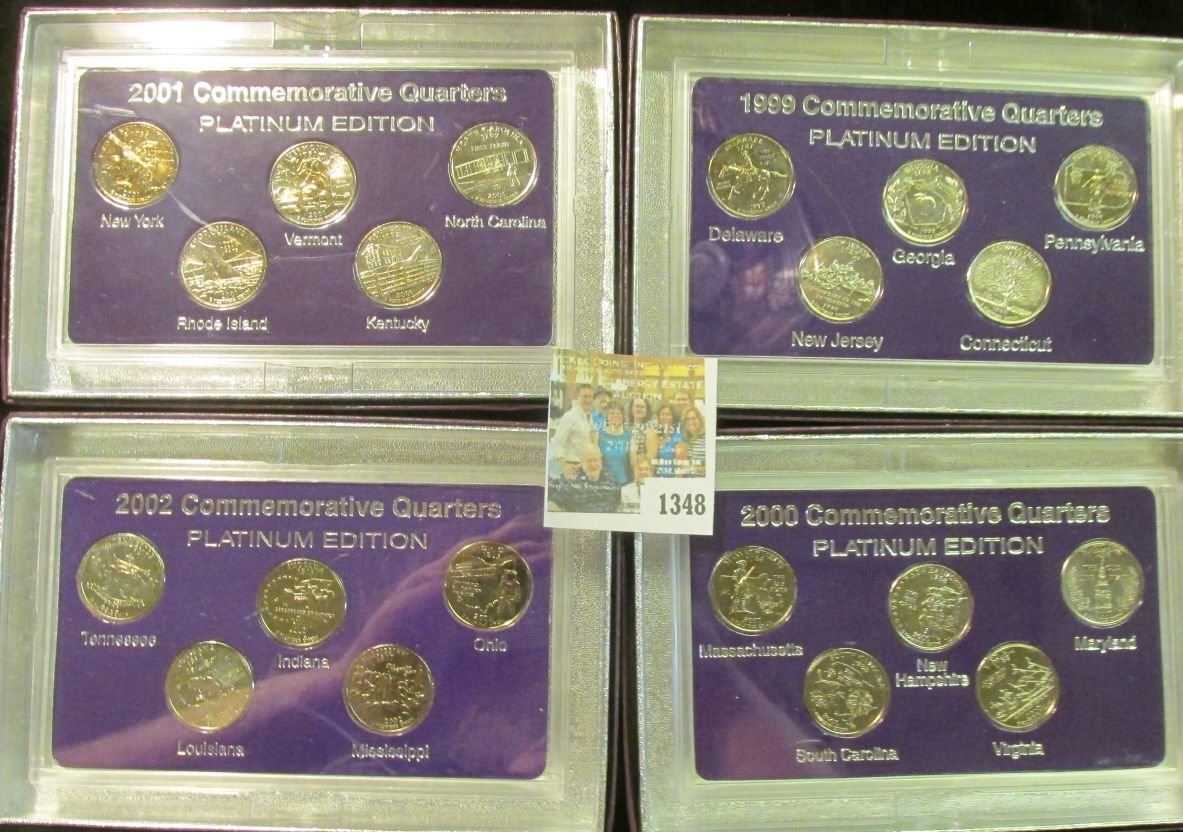 2001 Commemorative Quarters
PLATINUM EDITION
New York
Vermont
North Carolina
Rhode Island
Kentucky
1999 Commemorative Quarters
PLATINUM EDITION
Delaware
Georgia
Pennsylvania
New Jersey
Connecticut
ESTATE
AUCTION
1348
2002 Commemorative Quarters
PLATINUM EDITION
Tennessee
Indiana
Ohio
Louisiana
Mississippi
2000 Commemorative Quarters
PLATINUM EDITION
Massachusetts
New
Hampshire
Maryland
South Carolina
Virginia